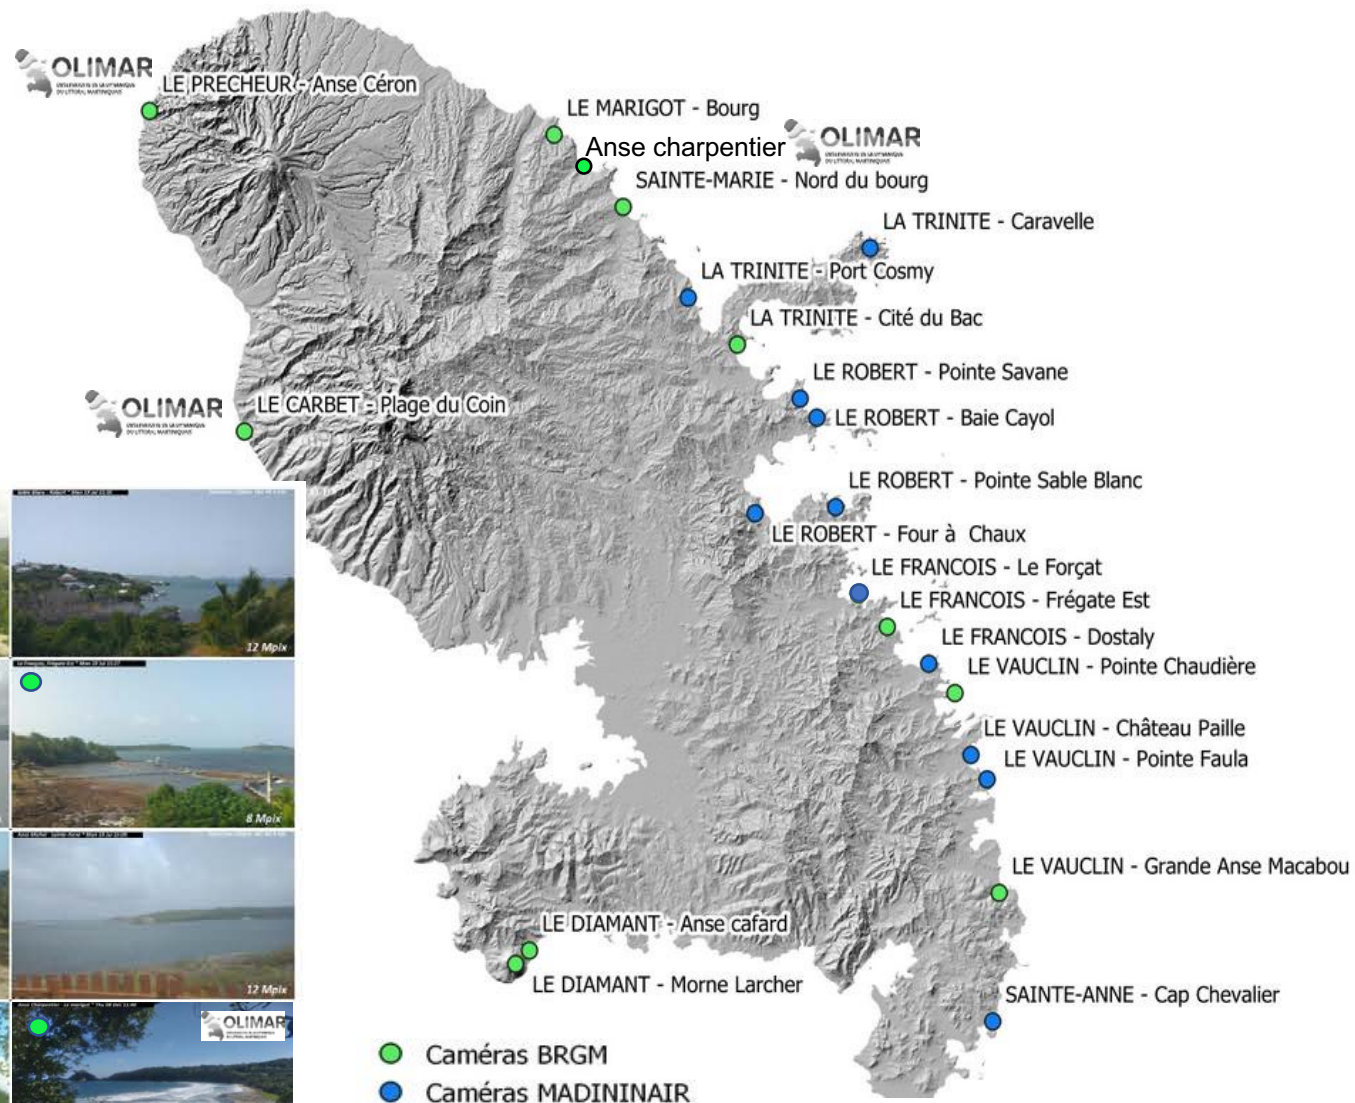 OLIMAR
LE PRECHEUR - Anse Céron
LE MARIGOT - Bourg
Anse charpentier
OLIMAR
SAINTE-MARIE - Nord du bourg
LA TRINITE - Caravelle
LA TRINITE - Port Cosmy
LA TRINITE - Cité du Bac
LE ROBERT - Pointe Savane
OLIMAR
LE CARBET - Plage du Coin
LE ROBERT - Baie Cayol
LE ROBERT - Pointe Sable Blanc
LE ROBERT - Four à Chaux
LE FRANCOIS - Le Forçat
LE FRANCOIS - Frégate Est
LE FRANCOIS - Dostaly
12 Mpix
LE VAUCLIN - Pointe Chaudière
LE VAUCLIN - Château Paille
LE VAUCLIN - Pointe Faula
8 Mpix
LE VAUCLIN - Grande Anse Macabou
LE DIAMANT - Anse cafard
LE DIAMANT - Morne Larcher
12 Mpix
SAINTE-ANNE - Cap Chevalier
OLIMAR
Caméras BRGM
Caméras MADININAIR